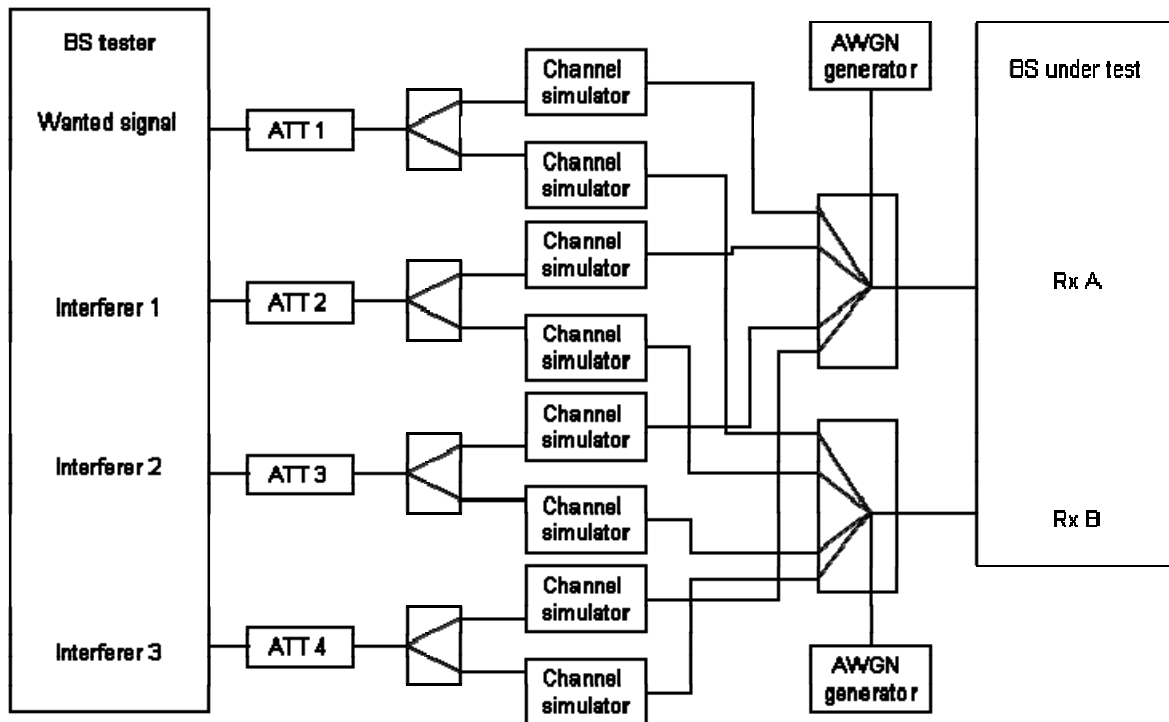 BS tester
Wanted signal
Interferer 1
Interferer 2
Interferer 3
ATT 1
ATT 2
ATT 3
ATT 4
Channel
simulator
Channel
simulator
Channel
simulator
Channel
simulator
Channel
simulator
Channel
simulator
Channel
simulator
Channel
simulator
AWGN
generator
AWGN
generator
BS under test
Rx A
Rx B